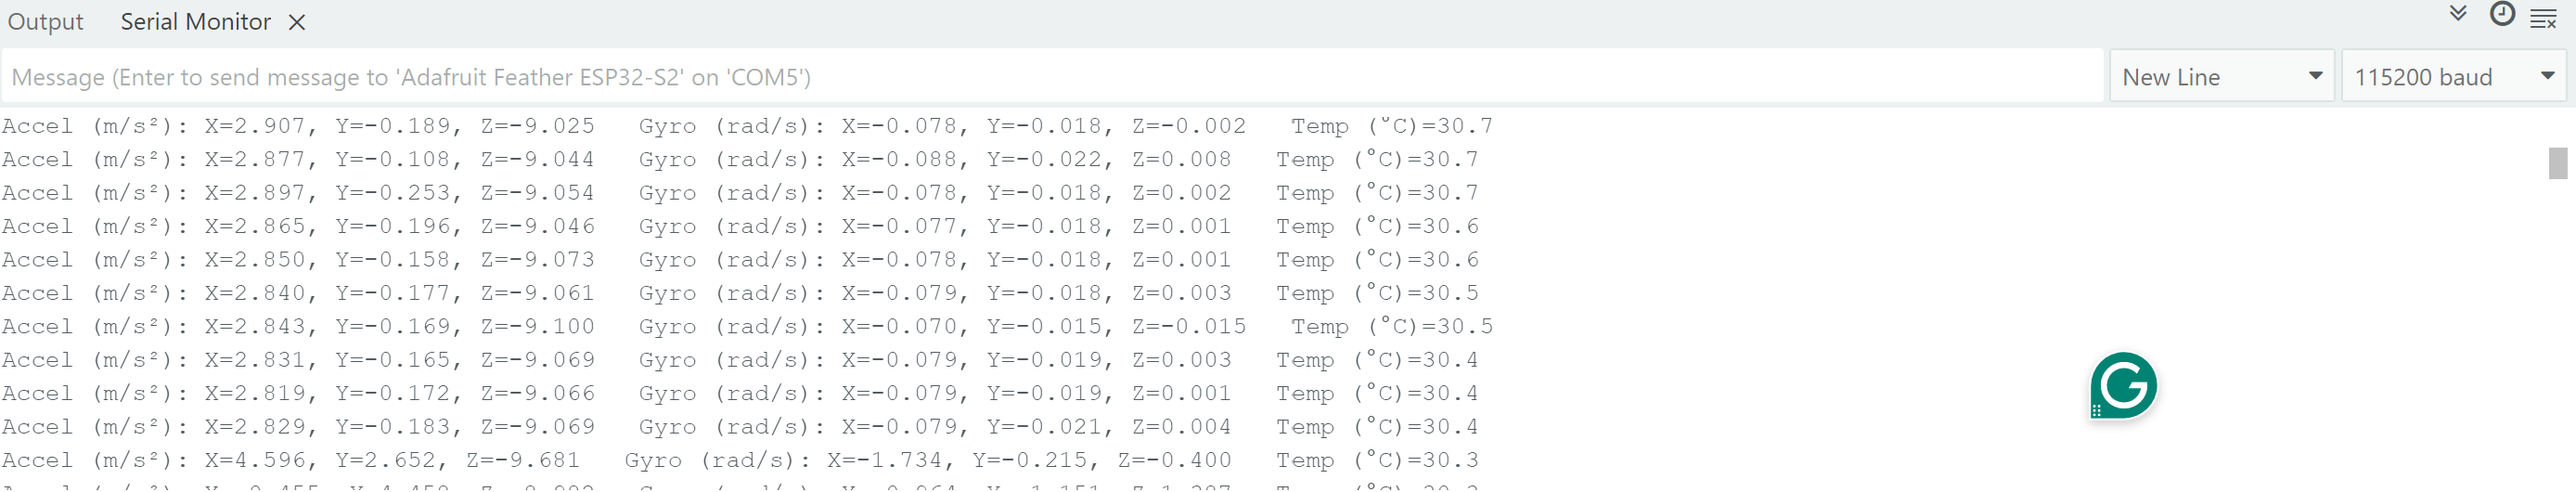 Output Serial Monitor
Message (Enter to send message to 'Adafruit Feather ESP32-S2' on 'COM5') New Line 115200 baud
Accel (m/s²): X=2.907, Y=-0.189, Z=-9.025 Gyro (rad/s): X=-0.078, Y=-0.018, Z=-0.002 Temp (°C)=30.7
Accel (m/s²): X=2.877, Y=-0.108, Z=-9.044 Gyro (rad/s): X=-0.088, Y=-0.022, Z=0.008 Temp (°C)=30.7
Accel (m/s²): X=2.897, Y=-0.253, Z=-9.054 Gyro (rad/s): X=-0.078, Y=-0.018, Z=0.002 Temp (°C)=30.7
Accel (m/s²): X=2.865, Y=-0.196, Z=-9.046 Gyro (rad/s): X=-0.077, Y=-0.018, Z=0.001 Temp (°C)=30.6
Accel (m/s²): X=2.850, Y=-0.158, Z=-9.073 Gyro (rad/s): X=-0.078, Y=-0.018, Z=0.001 Temp (°C)=30.6
Accel (m/s²): X=2.840, Y=-0.177, Z=-9.061 Gyro (rad/s): X=-0.079, Y=-0.018, Z=0.003 Temp (°C)=30.5
Accel (m/s²): X=2.843, Y=-0.169, Z=-9.100 Gyro (rad/s): X=-0.070, Y=-0.015, Z=-0.015 Temp (°C)=30.5
Accel (m/s²): X=2.831, Y=-0.165, Z=-9.069 Gyro (rad/s): X=-0.079, Y=-0.019, Z=0.003 Temp (°C)=30.4
Accel (m/s²): X=2.819, Y=-0.172, Z=-9.066 Gyro (rad/s): X=-0.079, Y=-0.019, Z=0.001 Temp (°C)=30.4
Accel (m/s²): X=2.829, Y=-0.183, Z=-9.069 Gyro (rad/s): X=-0.079, Y=-0.021, Z=0.004 Temp (°C)=30.4
Accel (m/s²): X=4.596, Y=2.652, Z=-9.681 Gyro (rad/s): X=-1.734, Y=-0.215, Z=-0.400 Temp (°C)=30.3